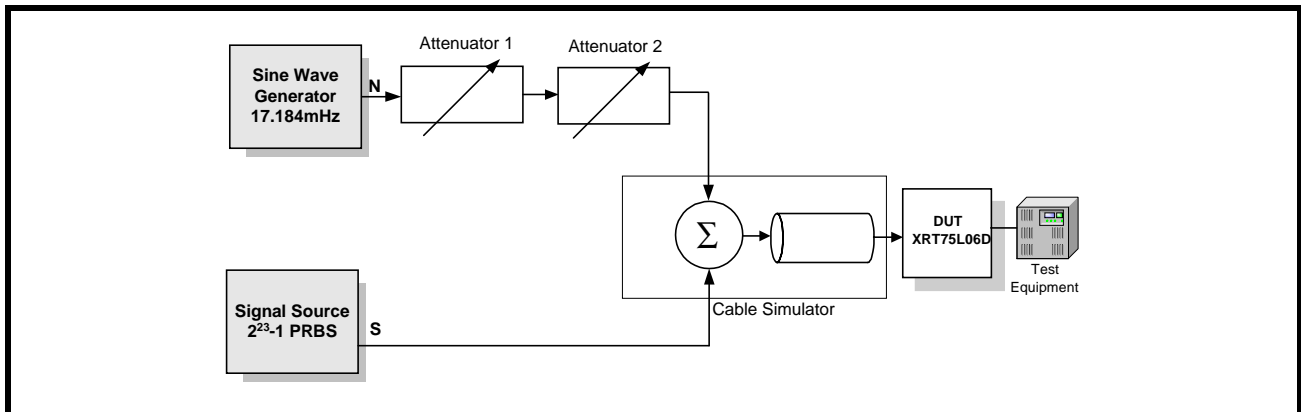 Attenuator 1
Attenuator 2
Sine Wave
Generator
17.184mHz
N
Σ
DUT
XRT75L06D
Test
Equipment
Cable Simulator
Signal Source
2²³-1 PRBS
S